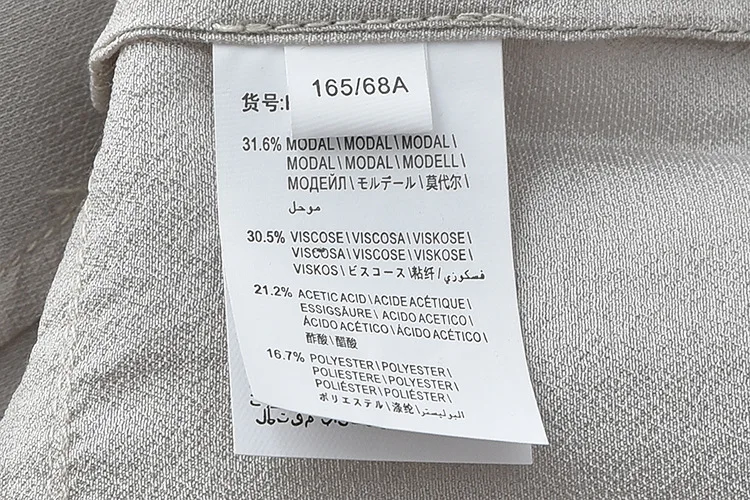 165/68A
货号:
31.6% MODAL\MODAL\MODAL\
MODAL\MODAL\MODELL\
МОДЕЙЛ\モルデール\莫代尔\
موحل
30.5% VISCOSE\VISCOSA\VISKOSE\
VISCOSA\VISCOSE\VISKOSE\
VISKOS\ビスコース\粘纤/فسكوزي\
21.2% ACETIC ACID\ACIDE ACÉTIQUE\
ESSIGSÄURE\ACIDO ACETICO\
ÁCIDO ACÉTICO\ÁCIDO ACÉTICO\
酢酸\醋酸
16.7% POLYESTER\POLYESTER\
POLIESTERE\POLYESTER\
POLIÉSTER\POLIÉSTER\
ポリエステル\涤纶\البوليستر\